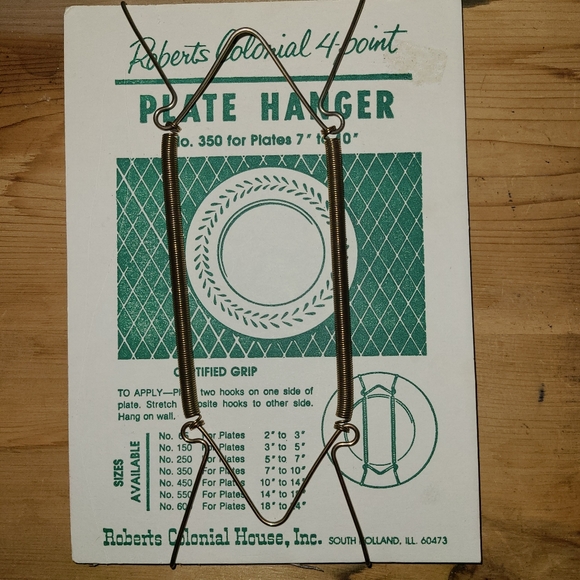 Roberts Colonial 4-point
PLATE HANGER
No. 350 for Plates 7" to 10"
CERTIFIED GRIP
TO APPLY—Place two hooks on one side of
plate. Stretch opposite hooks to other side.
Hang on wall.
SIZES AVAILABLE
No. For Plates 2" to 3"
No. 150 For Plates 3" to 5"
No. 250 For Plates 5" to 7"
No. 350 For Plates 7" to 10"
No. 450 For Plates 10" to 14"
No. 550 For Plates 14" to
No. For Plates 18" to
Roberts Colonial House, Inc. SOUTH HOLLAND, ILL. 60473